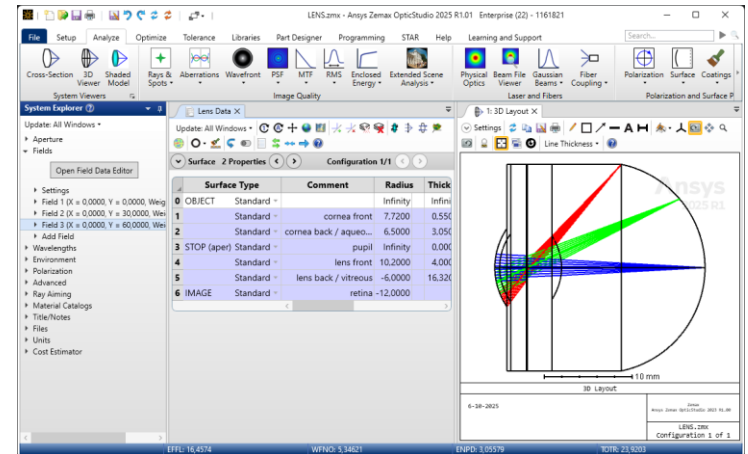 LENS.zmx - Ansys Zemax OpticStudio 2025 R1.01 Enterprise (22) - 1161821
File Setup Analyze Optimize Tolerance Libraries Part Designer Programming STAR Help Learning and Support Search...
Cross-Section 3D Viewer Shaded Model Rays & Spots Aberrations Wavefront PSF MTF RMS Enclosed Energy Extended Scene Analysis Physical Optics Beam File Viewer Gaussian Beams Fiber Coupling Polarization Surface Coatings
System Viewers Image Quality Laser and Fibers Polarization and Surface P
System Explorer
Update: All Windows
Aperture
Fields
Open Field Data Editor
Settings
Field 1 (X = 0,0000, Y = 0,0000, Weig
Field 2 (X = 0,0000, Y = 30,0000, Wei
Field 3 (X = 0,0000, Y = 60,0000, Wei
Add Field
Wavelengths
Environment
Polarization
Advanced
Ray Aiming
Material Catalogs
Title/Notes
Files
Units
Cost Estimator
Lens Data X
Update: All Windows
Surface 2 Properties Configuration 1/1
Surface Type Comment Radius Thick
0 OBJECT Standard Infinity Infini
1 Standard cornea front 7.7200 0.550
2 Standard cornea back / aqueo... 6.5000 3,050
3 STOP (aper) Standard pupil Infinity 0.000
4 Standard lens front 10,2000 4.000
5 Standard lens back / vitreous -6.0000 16,320
6 IMAGE Standard retina -12,0000
1: 3D Layout X
Settings
Line Thickness
Ansys
2025 R1
10 mm
3D Layout
6-10-2025
Zemax
Ansys Zemax OpticStudio 2025 R1.00
LENS.zmx
Configuration 1 of 1
EFFL: 16,4574 WFNO: 5,34621 ENPD: 3,05579 TOTR: 23,9203